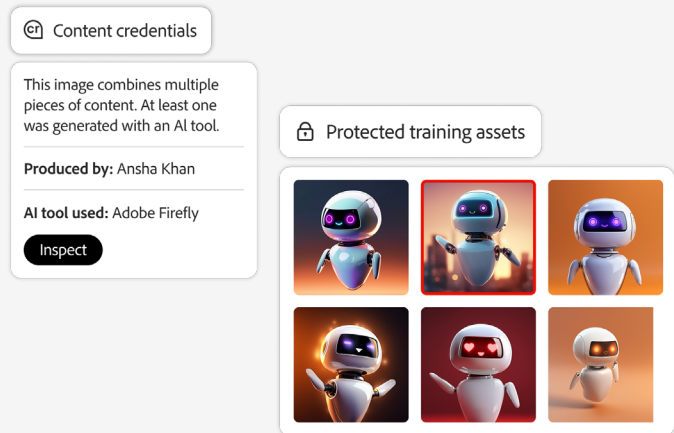 cr Content credentials
This image combines multiple
pieces of content. At least one
was generated with an AI tool.
Produced by: Ansha Khan
AI tool used: Adobe Firefly
Inspect
Protected training assets